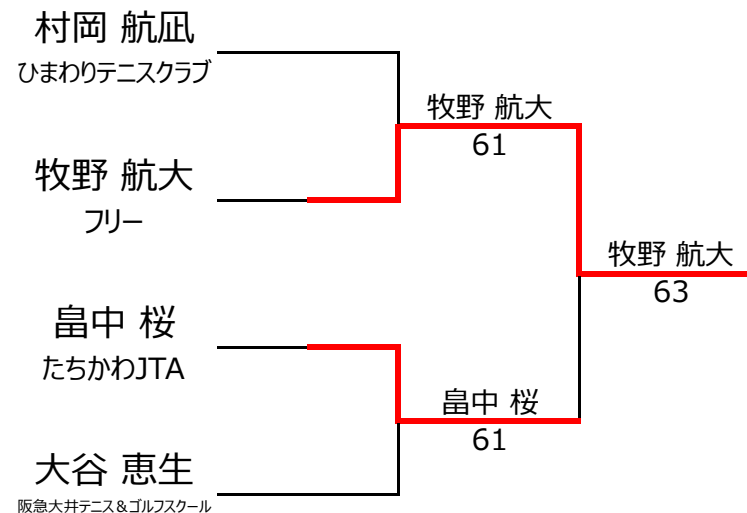 村岡 航凪
ひまわりテニスクラブ
牧野 航大
61
牧野 航大
フリー
牧野 航大
63
畠中 桜
たちかわJTA
畠中 桜
61
大谷 恵生
阪急大井テニス&ゴルフスクール